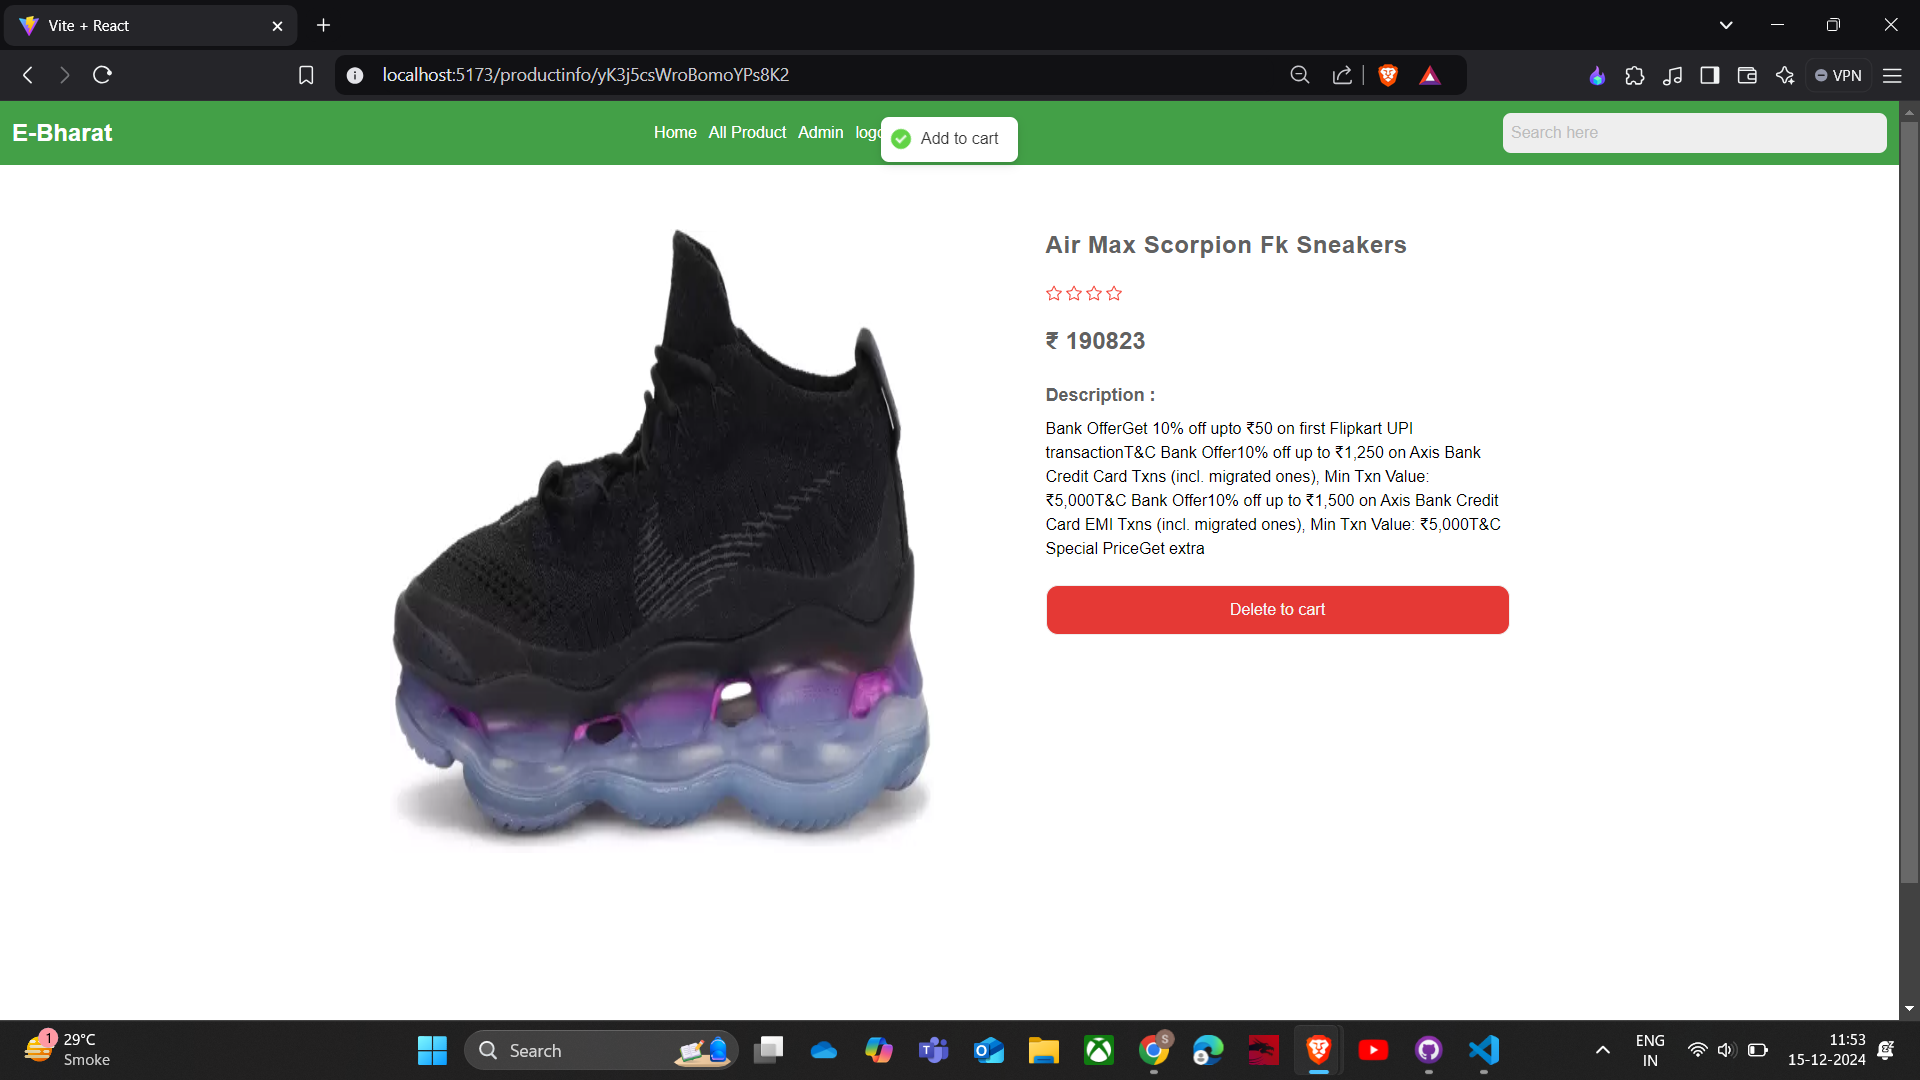 Vite + React
localhost:5173/productinfo/yK3j5csWroBomoYPs8K2
VPN
E-Bharat
Home All Product Admin
Add to cart
Search here
Air Max Scorpion Fk Sneakers
₹ 190823
Description :
Bank OfferGet 10% off upto ₹50 on first Flipkart UPI
transactionT&C Bank Offer10% off up to ₹1,250 on Axis Bank
Credit Card Txns (incl. migrated ones), Min Txn Value:
₹5,000T&C Bank Offer10% off up to ₹1,500 on Axis Bank Credit
Card EMI Txns (incl. migrated ones), Min Txn Value: ₹5,000T&C
Special PriceGet extra
Delete to cart
1
29°C
Smoke
Search
S
ENG
IN
11:53
15-12-2024